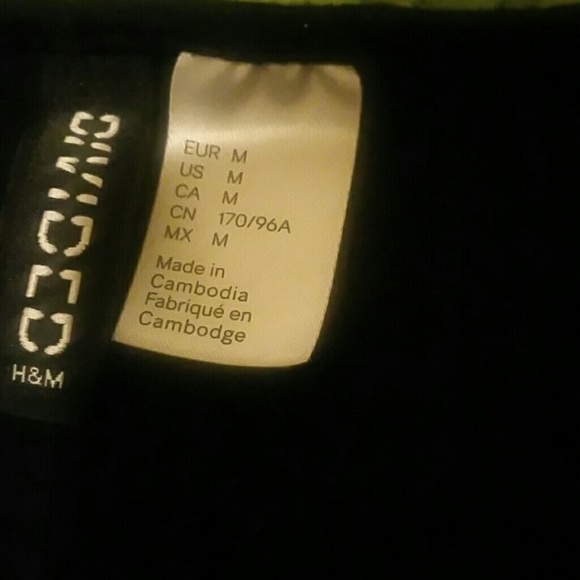 DIVIDED
H&M
EUR M
US M
CA M
CN 170/96A
MX M
Made in
Cambodia
Fabriqué en
Cambodge